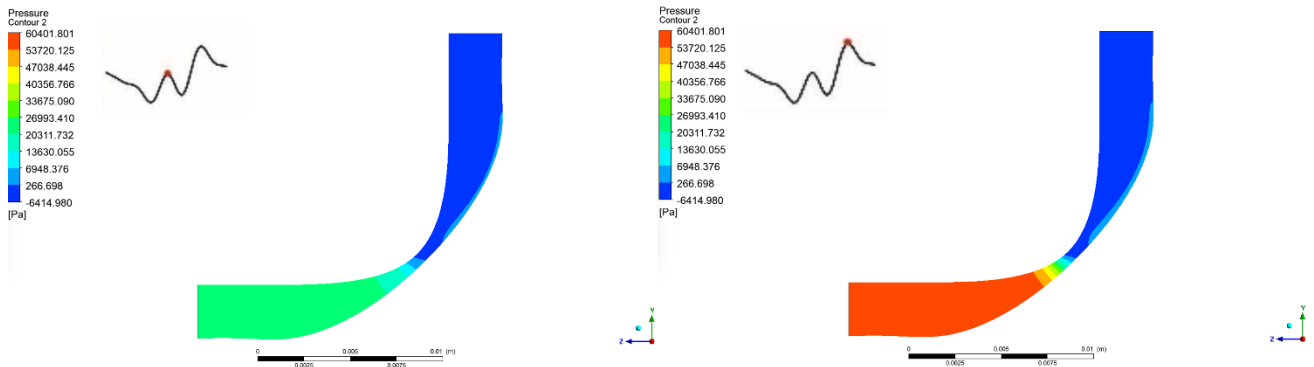 Pressure
Contour 2
60401.801
53720.125
47038.445
40356.766
33675.090
26993.410
20311.732
13630.055
6948.376
266.698
-6414.980
[Pa]
0 0.005 0.01 (m)
0.0025 0.0075
Y
Z
Pressure
Contour 2
60401.801
53720.125
47038.445
40356.766
33675.090
26993.410
20311.732
13630.055
6948.376
266.698
-6414.980
[Pa]
0 0.005 0.01 (m)
0.0025 0.0075
Y
Z